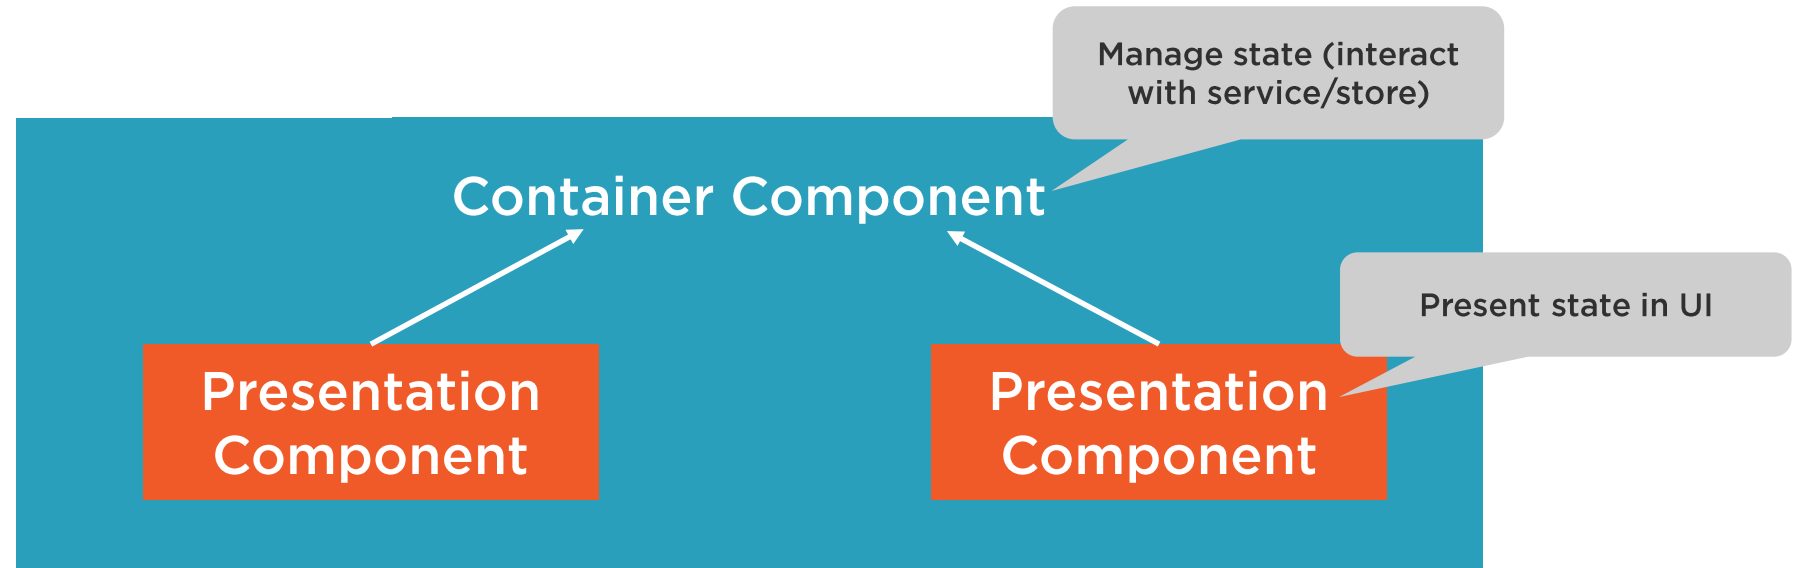 Manage state (interact
with service/store)
Container Component
Present state in UI
Presentation
Component
Presentation
Component